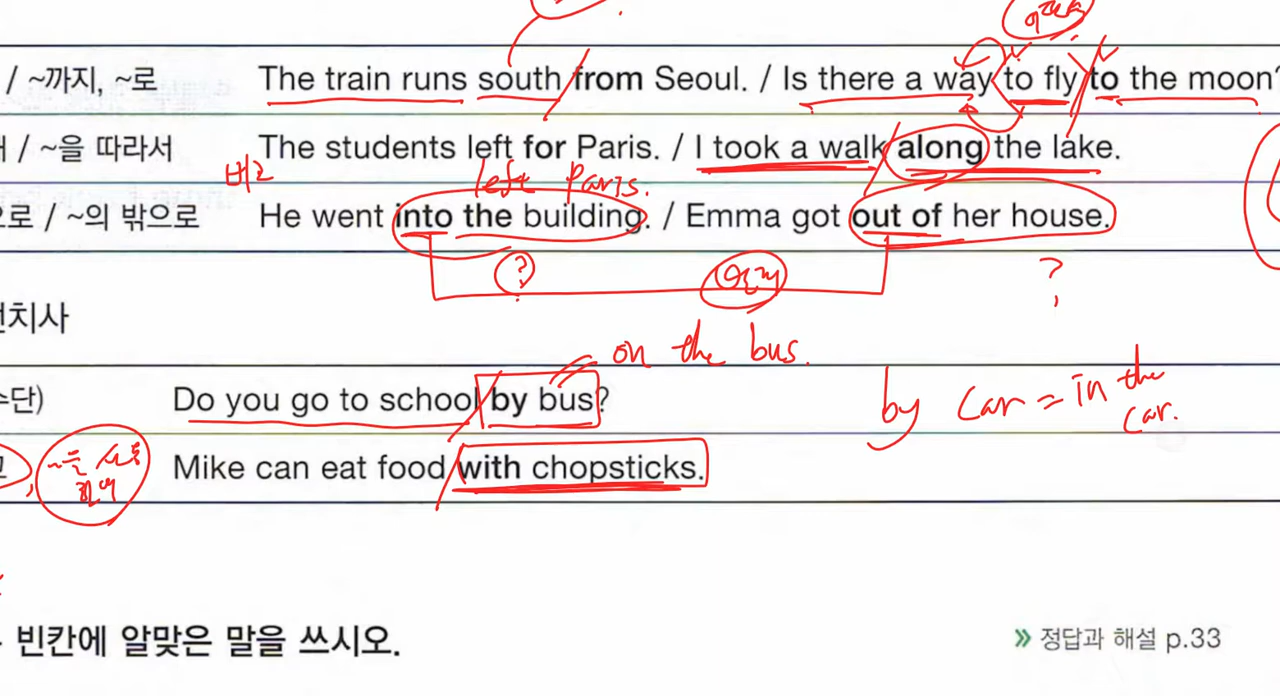 / ~까지, ~로 The train runs south from Seoul. / Is there a way to fly to the moon?
/ ~을 따라서 The students left for Paris. / I took a walk along the lake.
left Paris.
으로 / ~의 밖으로 He went into the building. / Emma got out of her house.
?
?
전치사
on the bus.
수단) Do you go to school by bus?
by car = in the car.
Mike can eat food with chopsticks.
빈칸에 알맞은 말을 쓰시오.
» 정답과 해설 p.33